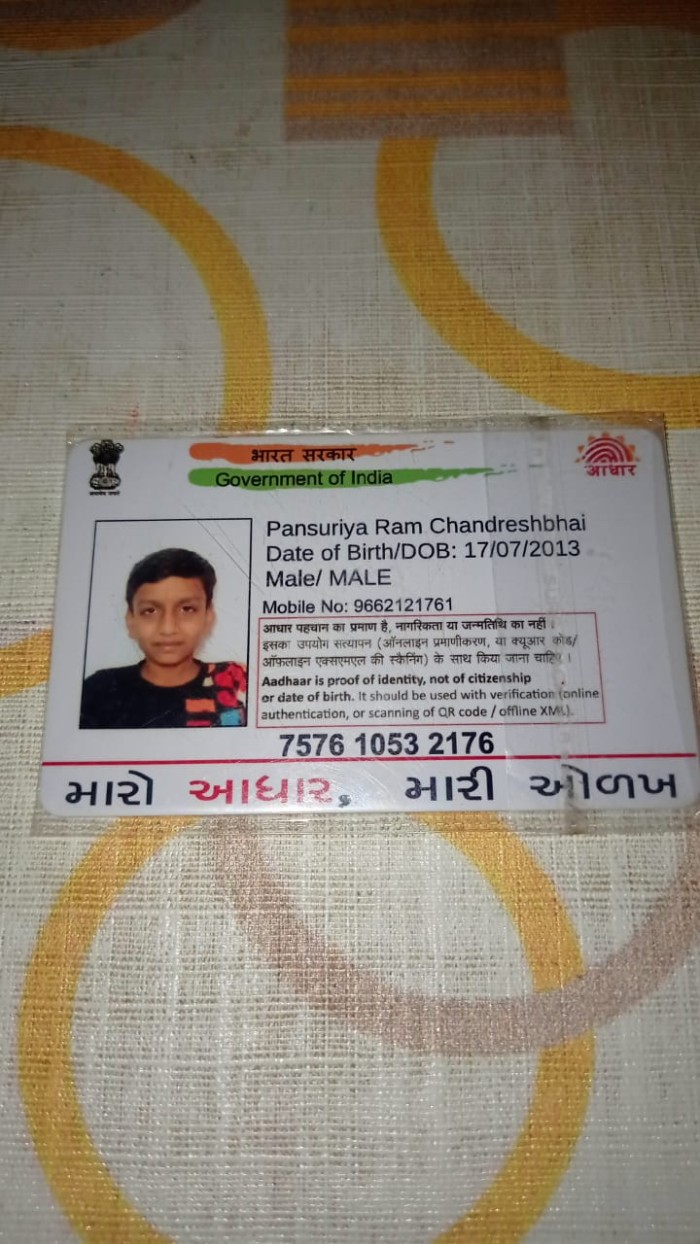 भारत सरकार
Government of India
आधार
Pansuriya Ram Chandreshbhai
Date of Birth/DOB: 17/07/2013
Male/ MALE
Mobile No: 9662121761
आधार पहचान का प्रमाण है, नागरिकता या जन्मतिथि का नहीं ।
इसका उपयोग सत्यापन (ऑनलाइन प्रमाणीकरण, या क्यूआर कोड/
ऑफ़लाइन एक्सएमएल की स्कैनिंग) के साथ किया जाना चाहिए ।
Aadhaar is proof of identity, not of citizenship
or date of birth. It should be used with verification (online
authentication, or scanning of QR code / offline XML).
7576 1053 2176
મારો આધાર, મારી ઓળખ